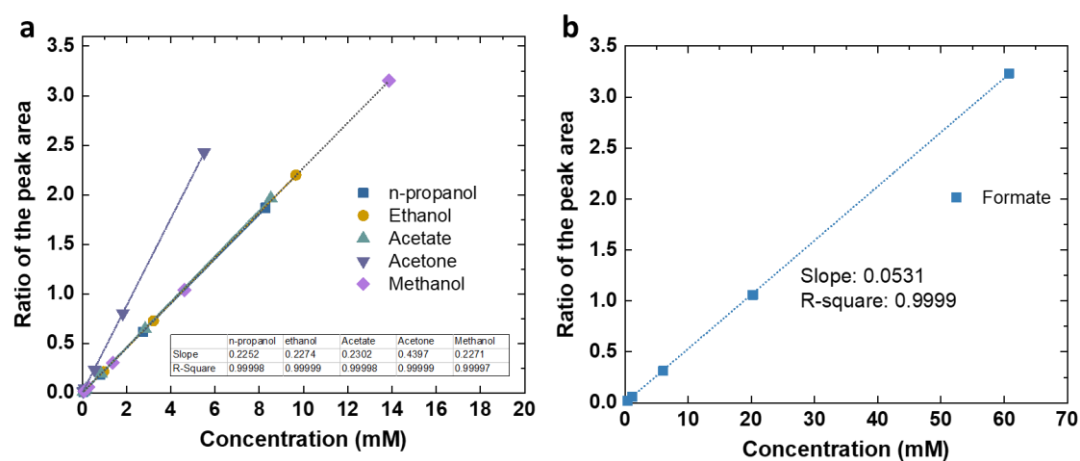 a
Ratio of the peak area
3.5
3.0
2.5
2.0
1.5
1.0
0.5
0.0
0 2 4 6 8 10 12 14 16 18 20
Concentration (mM)
n-propanol
Ethanol
Acetate
Acetone
Methanol
n-propanol ethanol Acetate Acetone Methanol
Slope 0.2252 0.2274 0.2302 0.4397 0.2271
R-Square 0.99998 0.99999 0.99998 0.99999 0.99997
b
Ratio of the peak area
3.5
3.0
2.5
2.0
1.5
1.0
0.5
0.0
0 10 20 30 40 50 60 70
Concentration (mM)
Formate
Slope: 0.0531
R-square: 0.9999